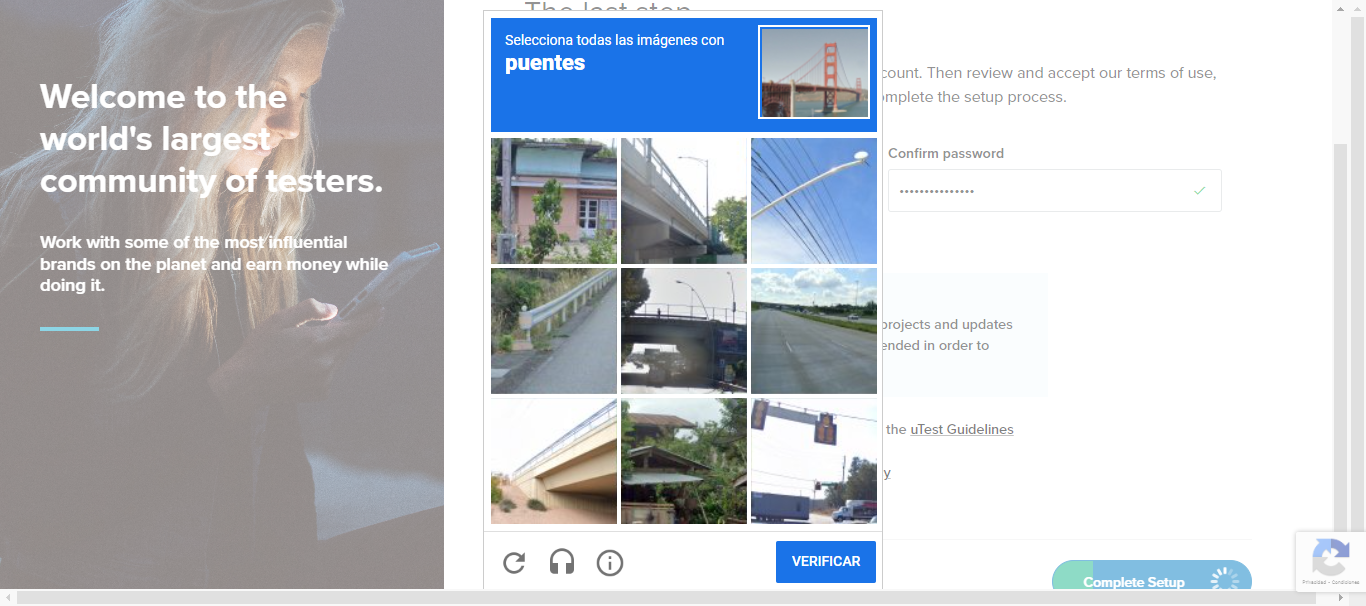 Welcome to the
world's largest
community of testers.
Work with some of the most influential
brands on the planet and earn money while
doing it.
The last step
Selecciona todas las imágenes con
puentes
count. Then review and accept our terms of use,
mplete the setup process.
Confirm password
•••••••••••••••
projects and updates
ended in order to
the uTest Guidelines
y
VERIFICAR
Complete Setup
Privacidad - Condiciones